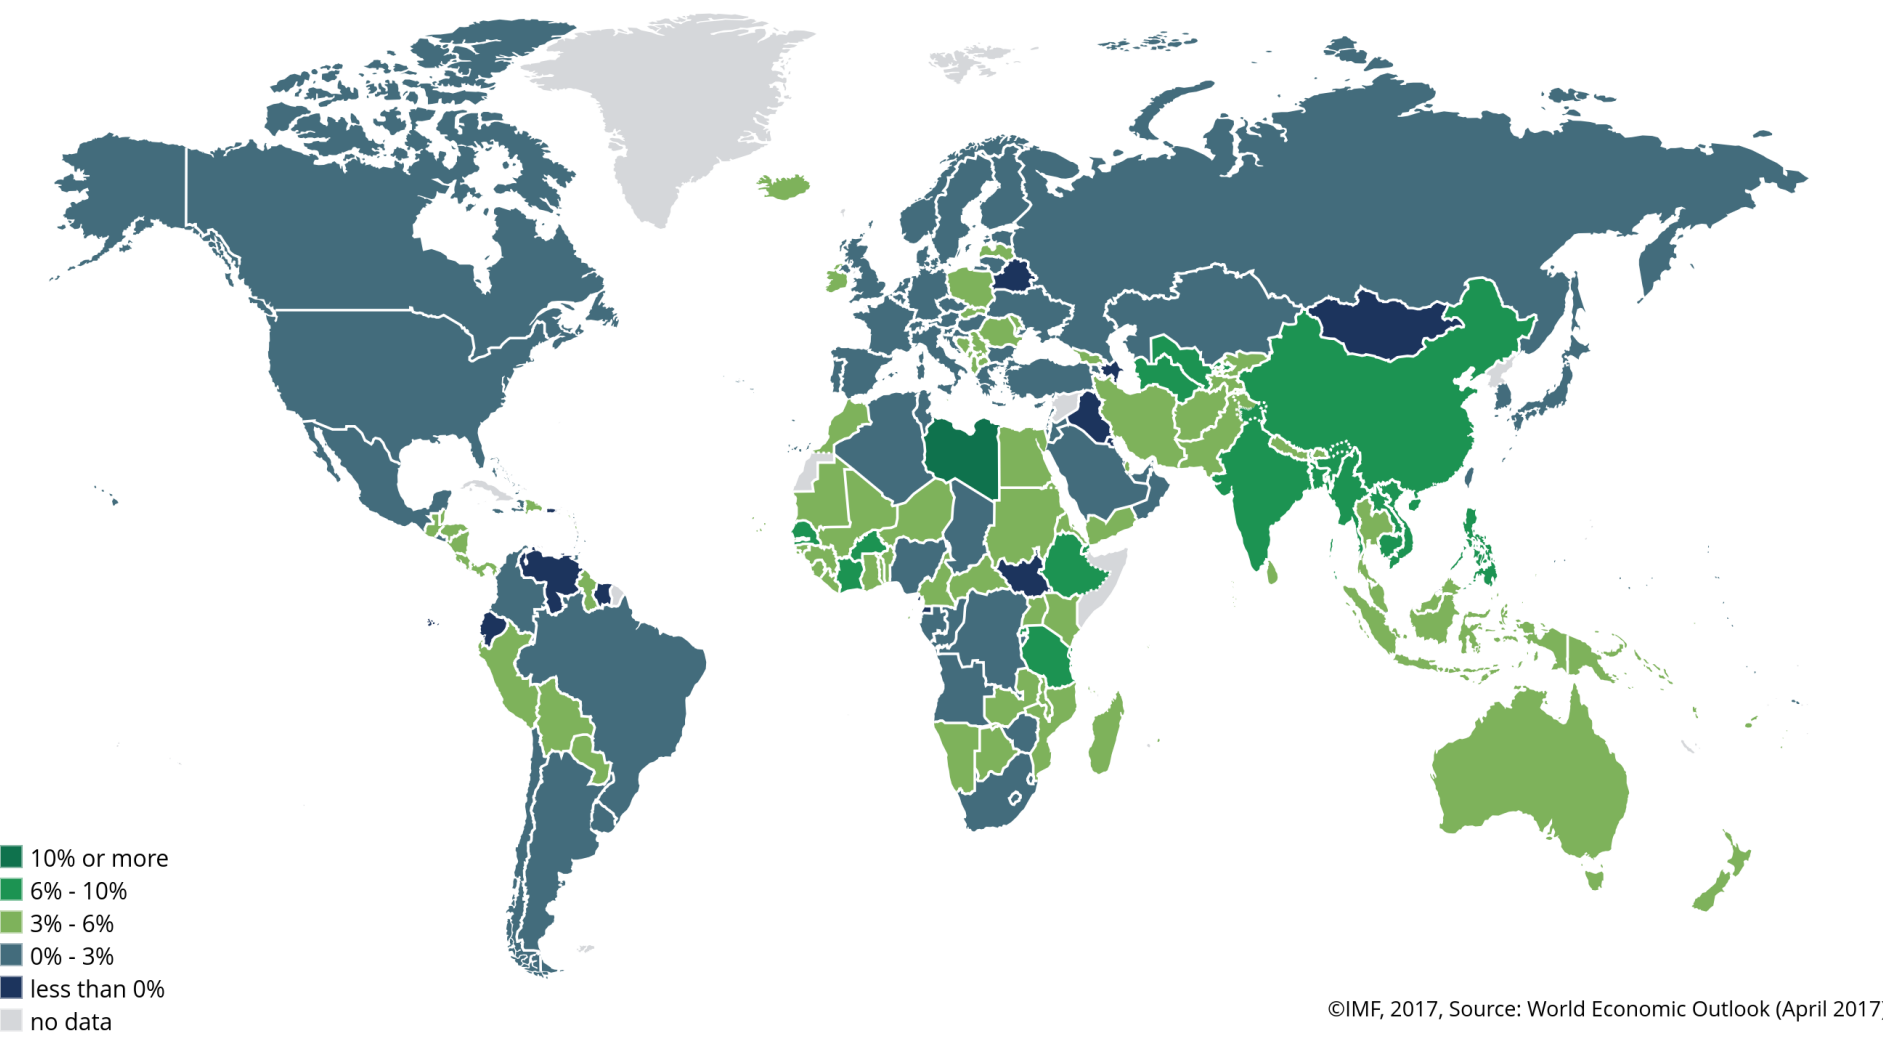 10% or more
6% - 10%
3% - 6%
0% - 3%
less than 0%
no data
©IMF, 2017, Source: World Economic Outlook (April 2017)